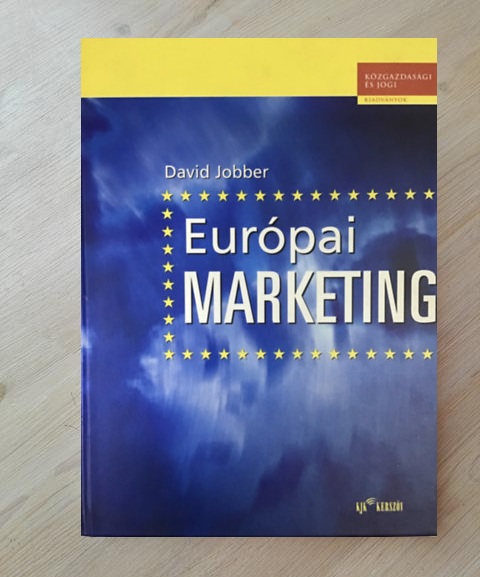 KÖZGAZDASÁGI
ÉS JOGI
KIADVÁNYOK
David Jobber
Európai
MARKETING
KJK KERSZÖV